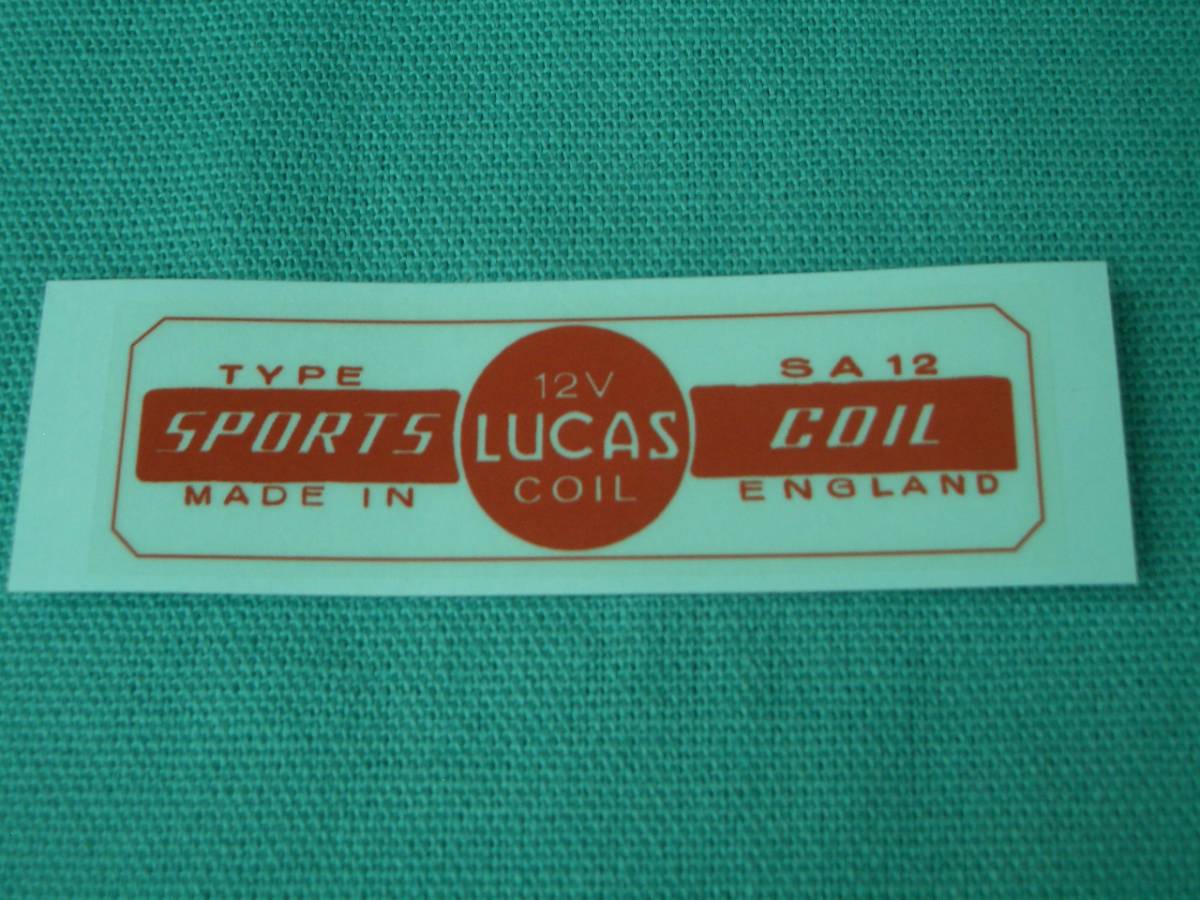 TYPE
SPORTS
MADE IN
12V
LUCAS
COIL
SA 12
COIL
ENGLAND